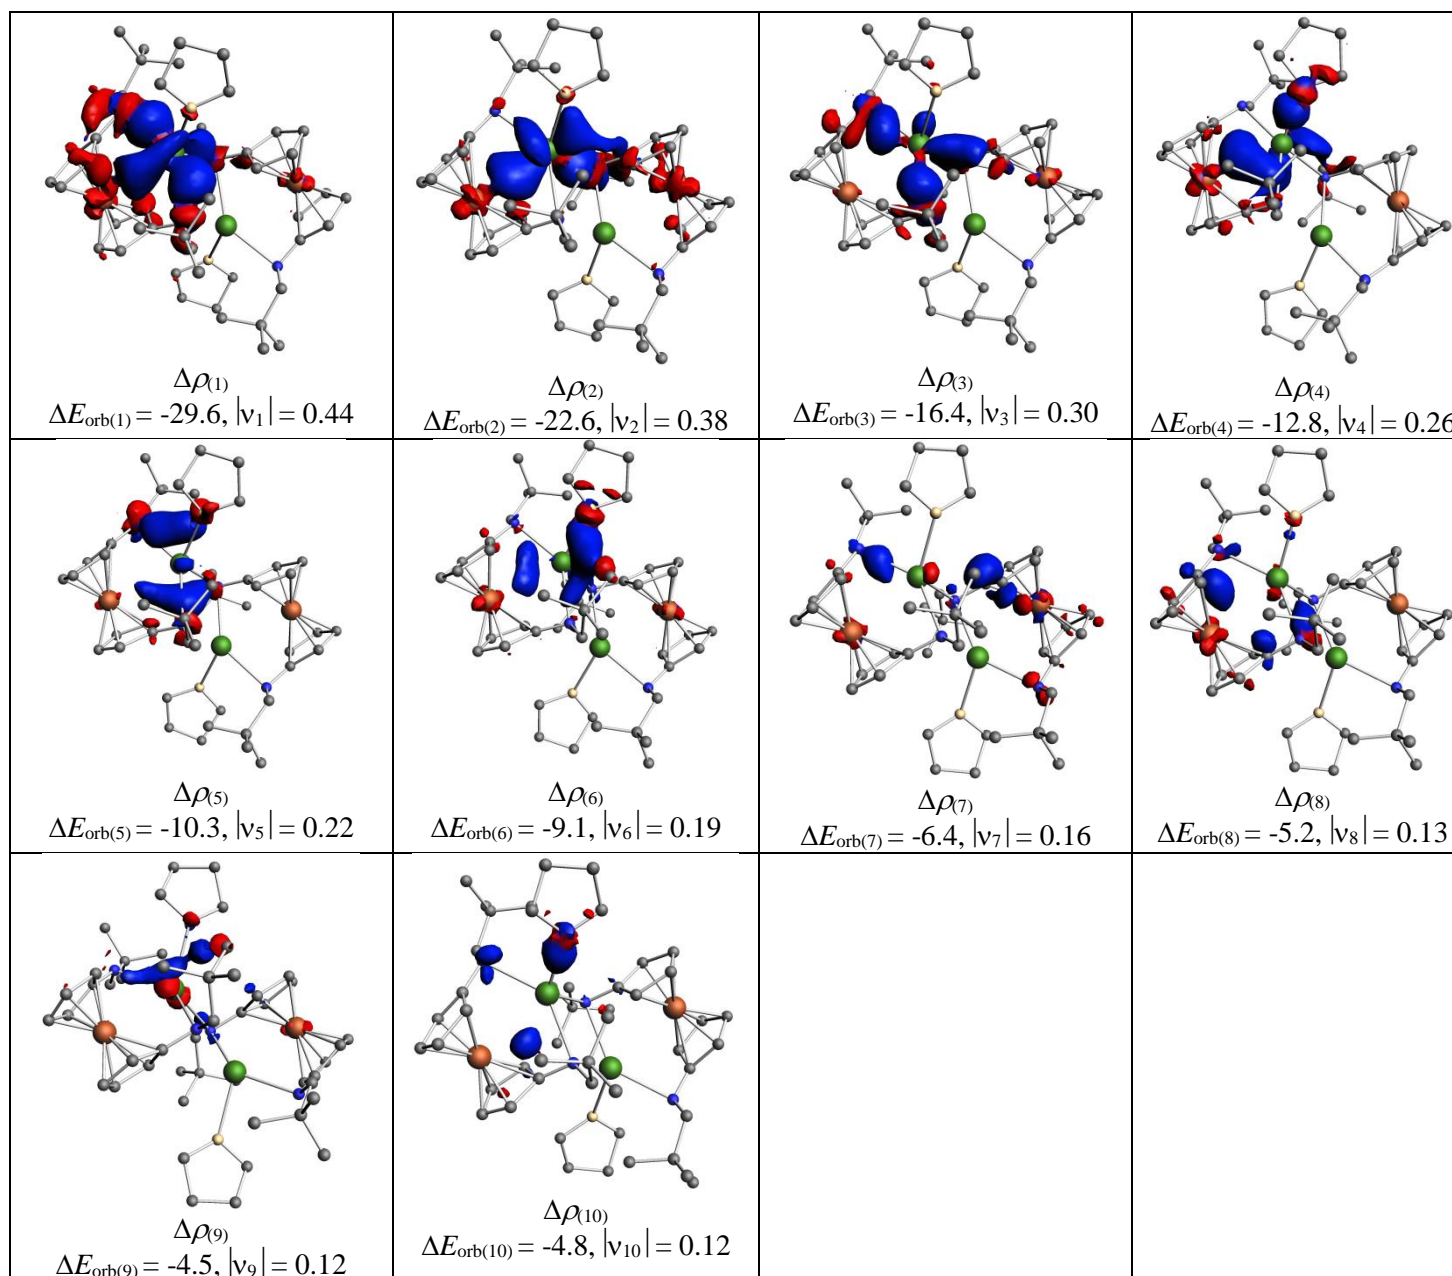 Δρ(1)
ΔEorb(1) = -29.6, |ν1| = 0.44
Δρ(2)
ΔEorb(2) = -22.6, |ν2| = 0.38
Δρ(3)
ΔEorb(3) = -16.4, |ν3| = 0.30
Δρ(4)
ΔEorb(4) = -12.8, |ν4| = 0.26
Δρ(5)
ΔEorb(5) = -10.3, |ν5| = 0.22
Δρ(6)
ΔEorb(6) = -9.1, |ν6| = 0.19
Δρ(7)
ΔEorb(7) = -6.4, |ν7| = 0.16
Δρ(8)
ΔEorb(8) = -5.2, |ν8| = 0.13
Δρ(9)
ΔEorb(9) = -4.5, |ν9| = 0.12
Δρ(10)
ΔEorb(10) = -4.8, |ν10| = 0.12